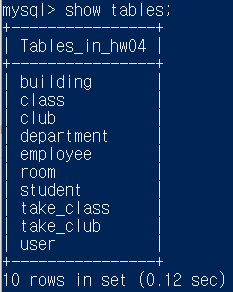 mysql> show tables;
+----------------+
| Tables_in_hw04 |
+----------------+
| building       |
| class          |
| club           |
| department     |
| employee       |
| room           |
| student        |
| take_class     |
| take_club      |
| user           |
+----------------+
10 rows in set (0.12 sec)